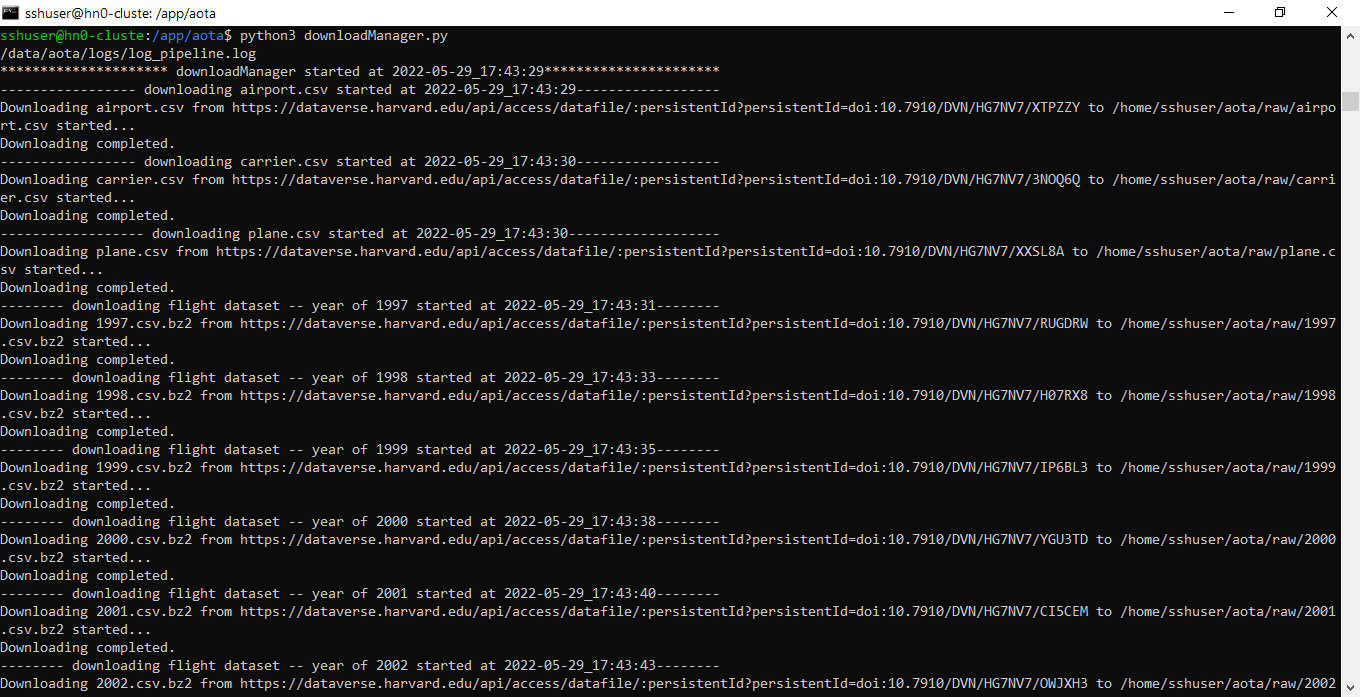 sshuser@hn0-cluste: /app/aota
sshuser@hn0-cluste:/app/aota$ python3 downloadManager.py
/data/aota/logs/log_pipeline.log
********************* downloadManager started at 2022-05-29_17:43:29**********************
----------------- downloading airport.csv started at 2022-05-29_17:43:29------------------
Downloading airport.csv from https://dataverse.harvard.edu/api/access/datafile/:persistentId?persistentId=doi:10.7910/DVN/HG7NV7/XTPZZY to /home/sshuser/aota/raw/airpo
rt.csv started...
Downloading completed.
----------------- downloading carrier.csv started at 2022-05-29_17:43:30------------------
Downloading carrier.csv from https://dataverse.harvard.edu/api/access/datafile/:persistentId?persistentId=doi:10.7910/DVN/HG7NV7/3NOQ6Q to /home/sshuser/aota/raw/carri
er.csv started...
Downloading completed.
------------------ downloading plane.csv started at 2022-05-29_17:43:30-------------------
Downloading plane.csv from https://dataverse.harvard.edu/api/access/datafile/:persistentId?persistentId=doi:10.7910/DVN/HG7NV7/XXSL8A to /home/sshuser/aota/raw/plane.c
sv started...
Downloading completed.
-------- downloading flight dataset -- year of 1997 started at 2022-05-29_17:43:31--------
Downloading 1997.csv.bz2 from https://dataverse.harvard.edu/api/access/datafile/:persistentId?persistentId=doi:10.7910/DVN/HG7NV7/RUGDRW to /home/sshuser/aota/raw/1997
.csv.bz2 started...
Downloading completed.
-------- downloading flight dataset -- year of 1998 started at 2022-05-29_17:43:33--------
Downloading 1998.csv.bz2 from https://dataverse.harvard.edu/api/access/datafile/:persistentId?persistentId=doi:10.7910/DVN/HG7NV7/H07RX8 to /home/sshuser/aota/raw/1998
.csv.bz2 started...
Downloading completed.
-------- downloading flight dataset -- year of 1999 started at 2022-05-29_17:43:35--------
Downloading 1999.csv.bz2 from https://dataverse.harvard.edu/api/access/datafile/:persistentId?persistentId=doi:10.7910/DVN/HG7NV7/IP6BL3 to /home/sshuser/aota/raw/1999
.csv.bz2 started...
Downloading completed.
-------- downloading flight dataset -- year of 2000 started at 2022-05-29_17:43:38--------
Downloading 2000.csv.bz2 from https://dataverse.harvard.edu/api/access/datafile/:persistentId?persistentId=doi:10.7910/DVN/HG7NV7/YGU3TD to /home/sshuser/aota/raw/2000
.csv.bz2 started...
Downloading completed.
-------- downloading flight dataset -- year of 2001 started at 2022-05-29_17:43:40--------
Downloading 2001.csv.bz2 from https://dataverse.harvard.edu/api/access/datafile/:persistentId?persistentId=doi:10.7910/DVN/HG7NV7/CI5CEM to /home/sshuser/aota/raw/2001
.csv.bz2 started...
Downloading completed.
-------- downloading flight dataset -- year of 2002 started at 2022-05-29_17:43:43--------
Downloading 2002.csv.bz2 from https://dataverse.harvard.edu/api/access/datafile/:persistentId?persistentId=doi:10.7910/DVN/HG7NV7/OWJXH3 to /home/sshuser/aota/raw/2002